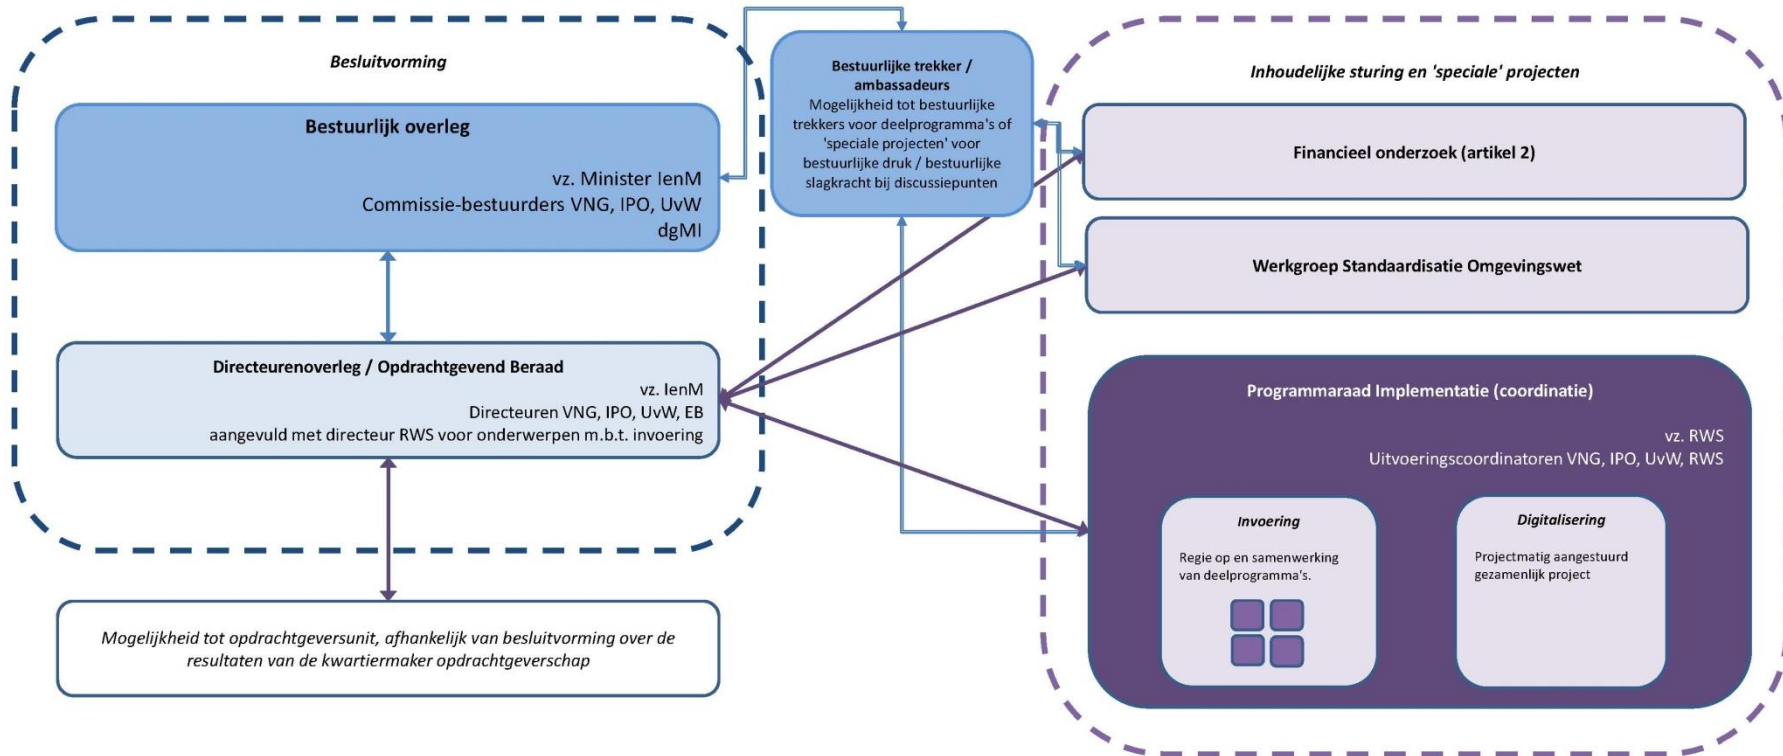 Besluitvorming
Bestuurlijk overleg
vz. Minister IenM
Commissie-bestuurders VNG, IPO, UvW
dgMI
Directeurenoverleg / Opdrachtgevend Beraad
vz. IenM
Directeuren VNG, IPO, UvW, EB
aangevuld met directeur RWS voor onderwerpen m.b.t. invoering
Mogelijkheid tot opdrachtgeversunit, afhankelijk van besluitvorming over de
resultaten van de kwartiermaker opdrachtgeverschap
Bestuurlijke trekker /
ambassadeurs
Mogelijkheid tot bestuurlijke
trekkers voor deelprogramma's of
'speciale projecten' voor
bestuurlijke druk / bestuurlijke
slagkracht bij discussiepunten
Inhoudelijke sturing en 'speciale' projecten
Financieel onderzoek (artikel 2)
Werkgroep Standaardisatie Omgevingswet
Programmaraad Implementatie (coordinatie)
vz. RWS
Uitvoeringscoordinatoren VNG, IPO, UvW, RWS
Invoering
Regie op en samenwerking
van deelprogramma's.
Digitalisering
Projectmatig aangestuurd
gezamenlijk project